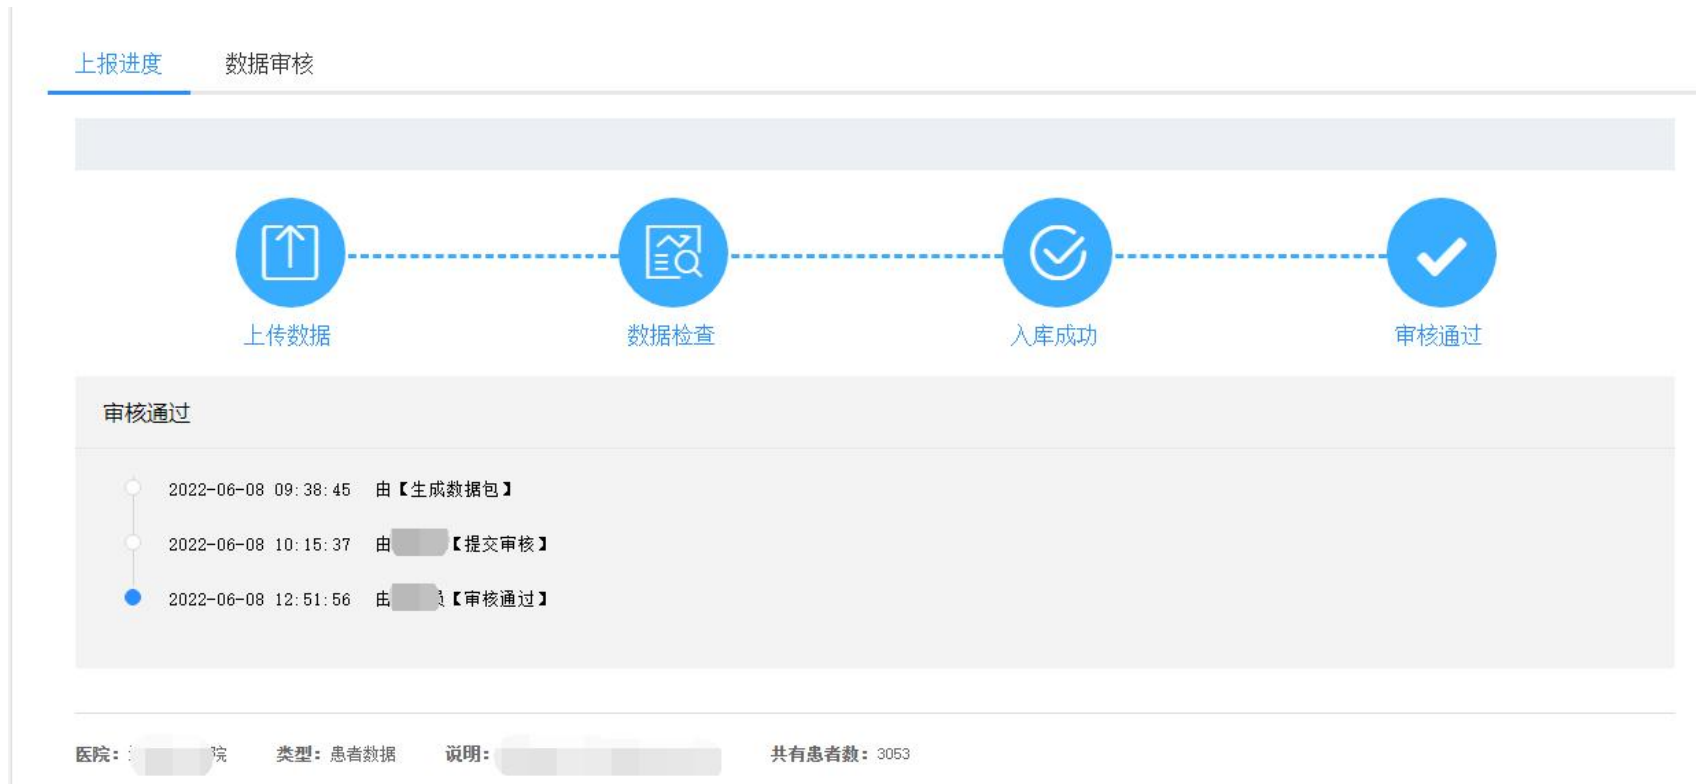 上报进度 数据审核
上传数据 数据检查 入库成功 审核通过
审核通过
2022-06-08 09:38:45 由【生成数据包】
2022-06-08 10:15:37 由 【提交审核】
2022-06-08 12:51:56 由 员【审核通过】
医院： 院 类型：患者数据 说明： 共有患者数：3053